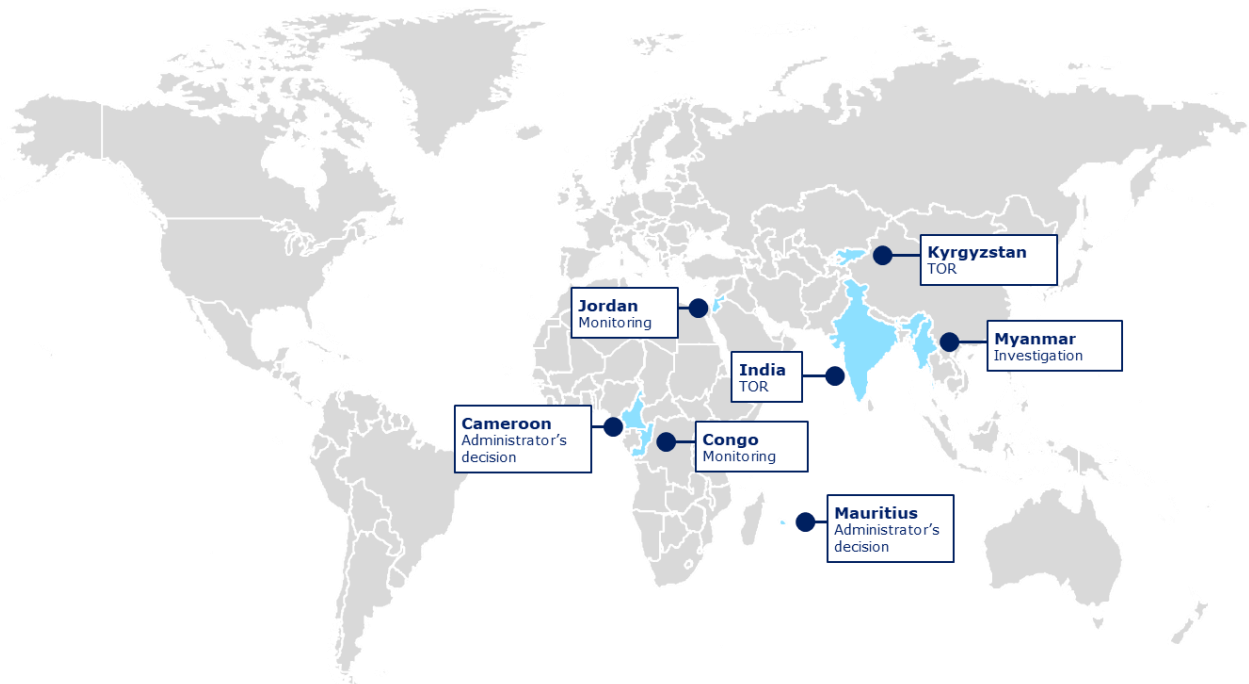 Kyrgyzstan
TOR
Jordan
Monitoring
Myanmar
Investigation
India
TOR
Cameroon
Administrator’s
decision
Congo
Monitoring
Mauritius
Administrator’s
decision